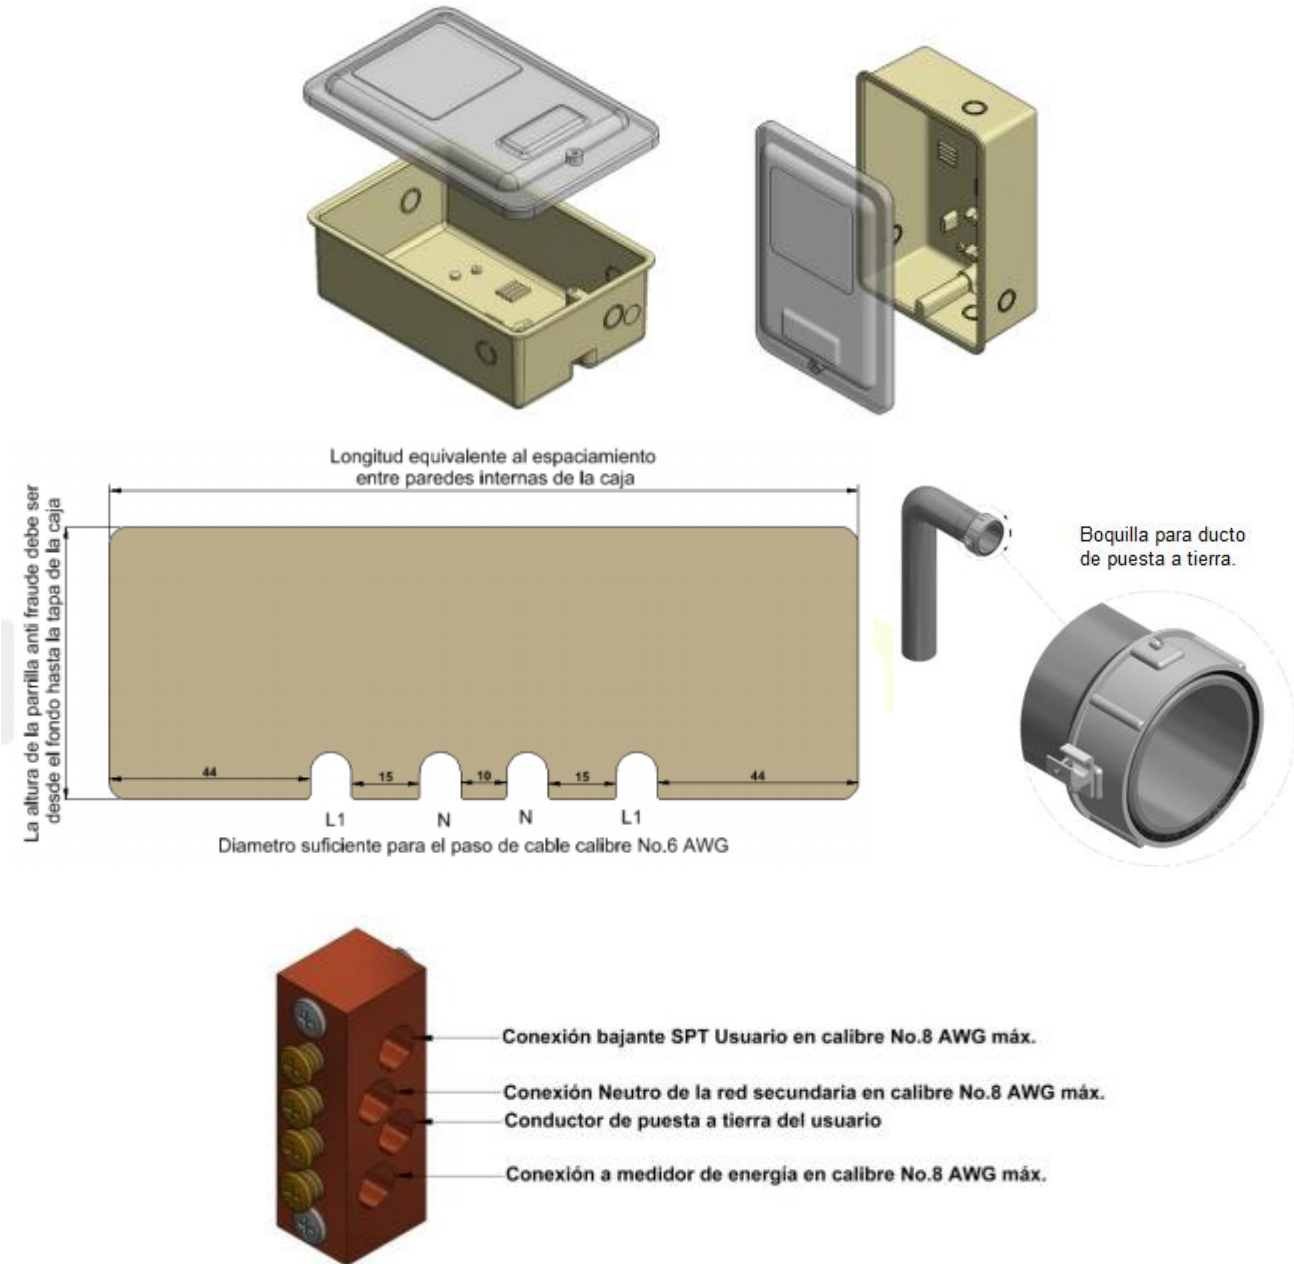 Longitud equivalente al espaciamiento
entre paredes internas de la caja
La altura de la parrilla anti fraude debe ser
desde el fondo hasta la tapa de la caja
Boquilla para ducto
de puesta a tierra.
44
15
10
15
44
L1
N
N
L1
Diametro suficiente para el paso de cable calibre No.6 AWG
Conexión bajante SPT Usuario en calibre No.8 AWG máx.
Conexión Neutro de la red secundaria en calibre No.8 AWG máx.
Conductor de puesta a tierra del usuario
Conexión a medidor de energía en calibre No.8 AWG máx.